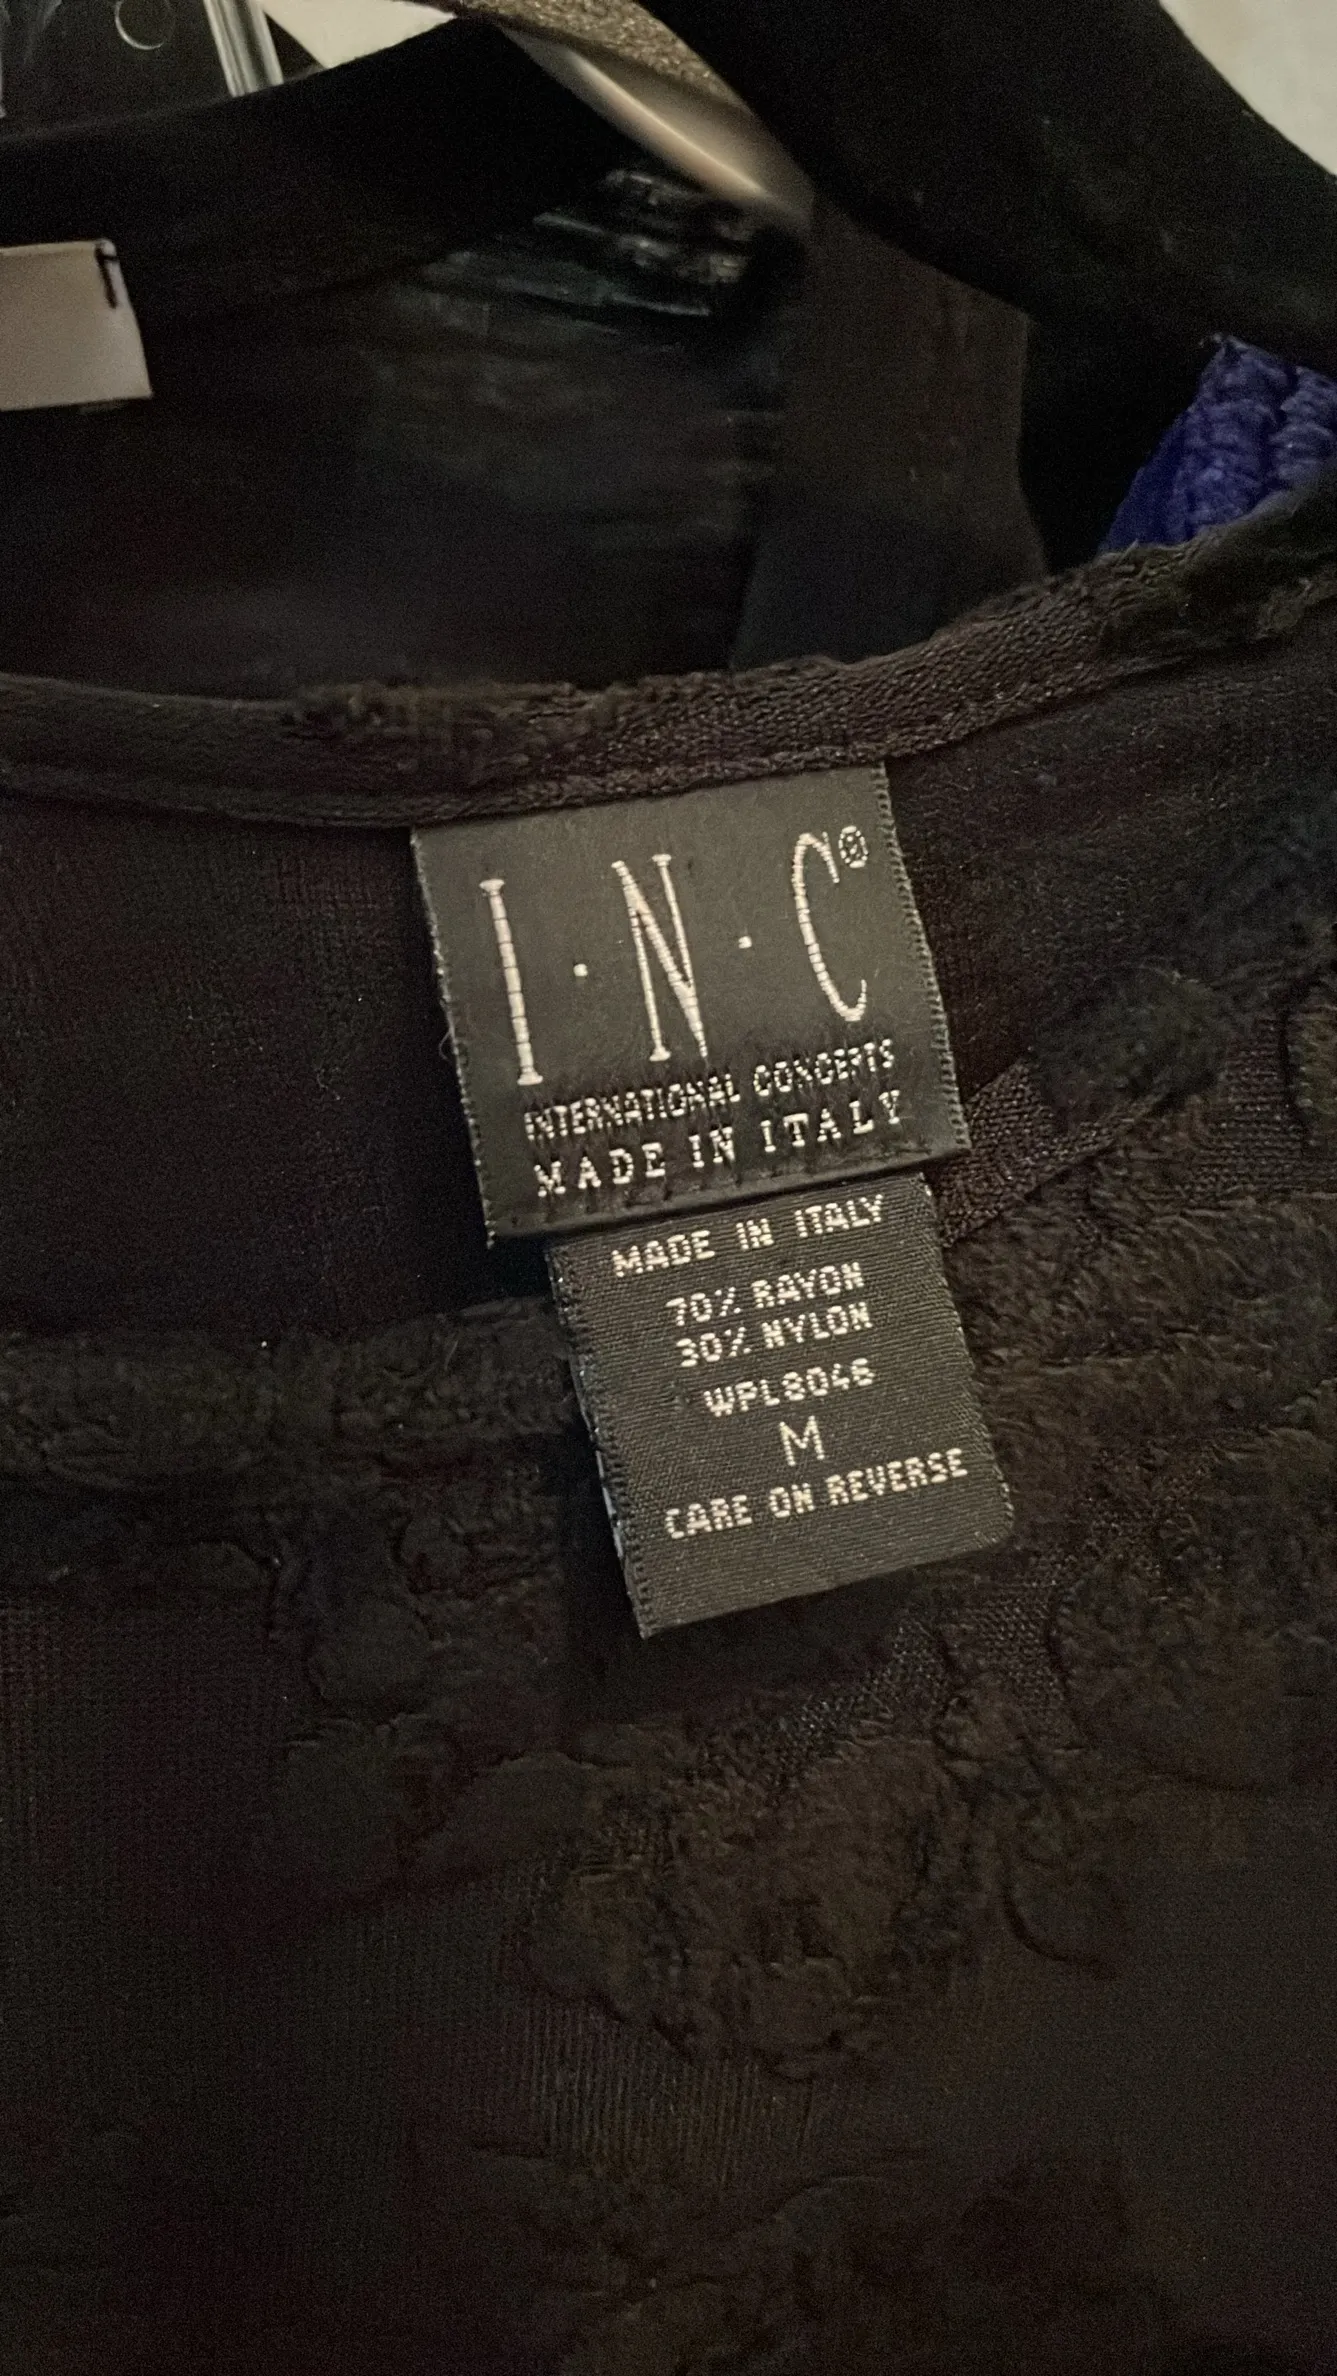 I·N·C®
INTERNATIONAL CONCEPTS
MADE IN ITALY
MADE IN ITALY
70% RAYON
30% NYLON
WPL8046
M
CARE ON REVERSE